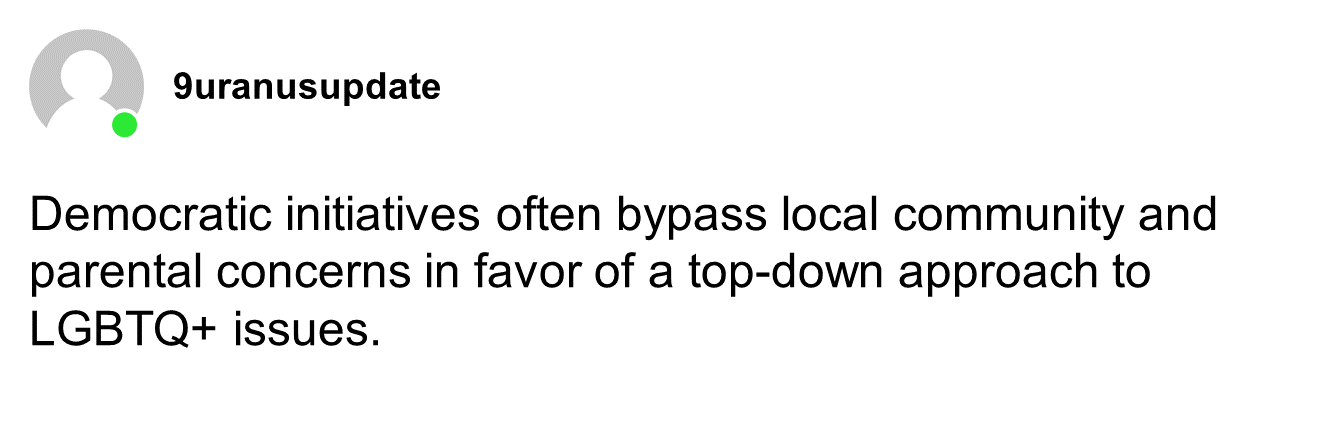 9uranusupdate
Democratic initiatives often bypass local community and
parental concerns in favor of a top-down approach to
LGBTQ+ issues.